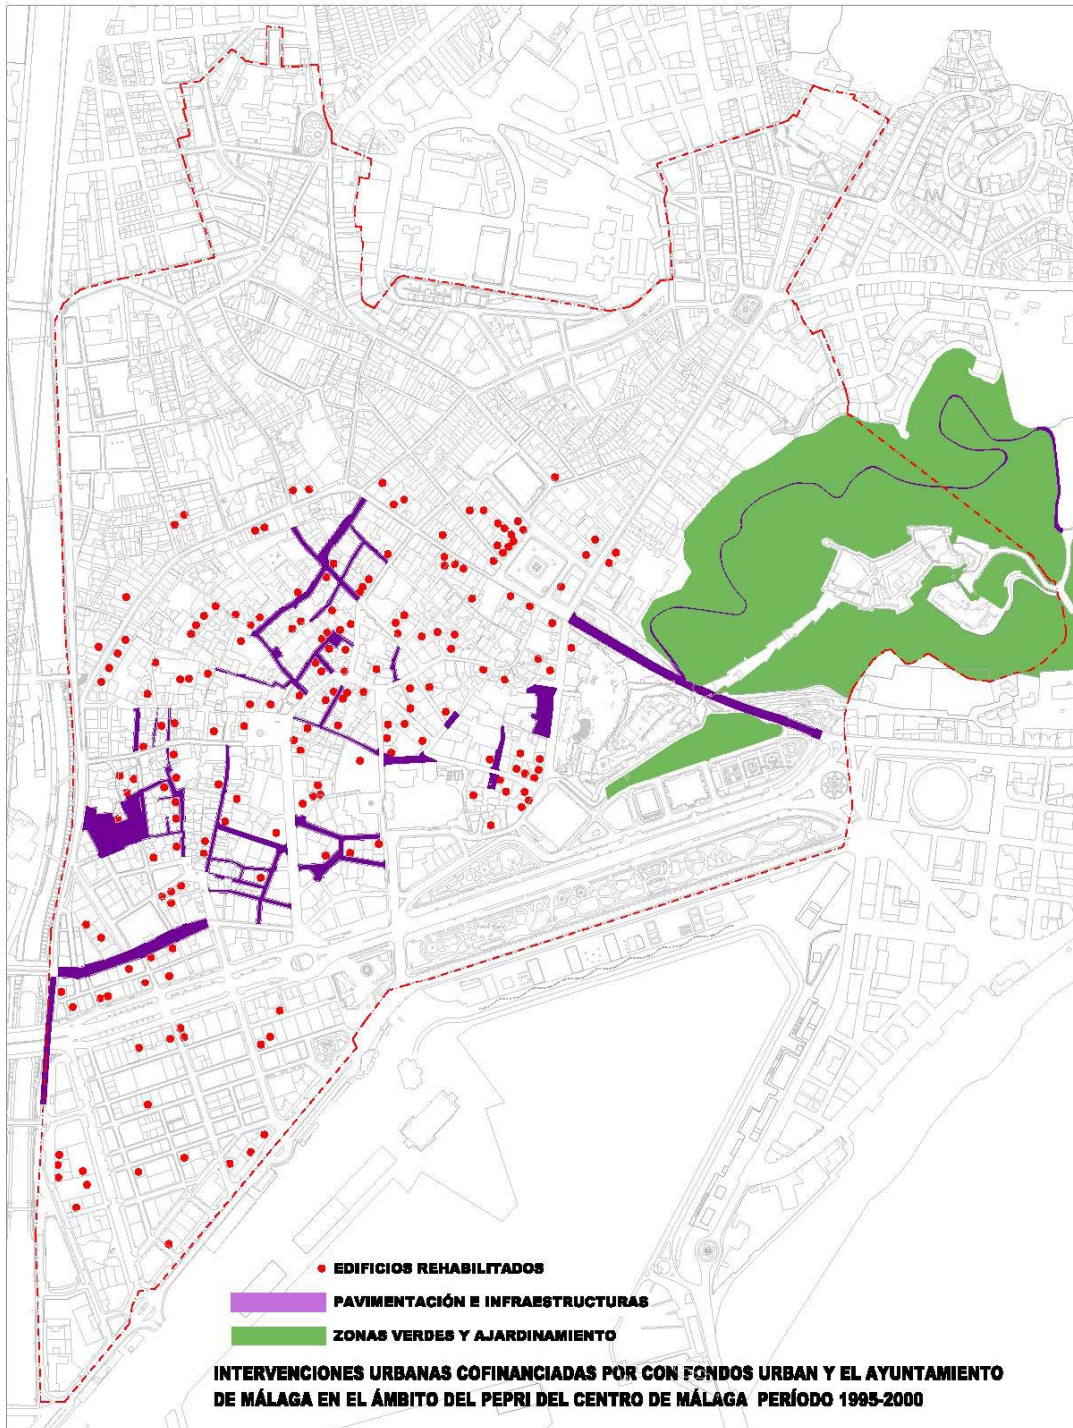 EDIFICIOS REHABILITADOS
PAVIMENTACIÓN E INFRAESTRUCTURAS
ZONAS VERDES Y AJARDINAMIENTO
INTERVENCIONES URBANAS COFINANCIADAS POR CON FONDOS URBAN Y EL AYUNTAMIENTO
DE MÁLAGA EN EL ÁMBITO DEL PEPRI DEL CENTRO DE MÁLAGA PERÍODO 1995-2000